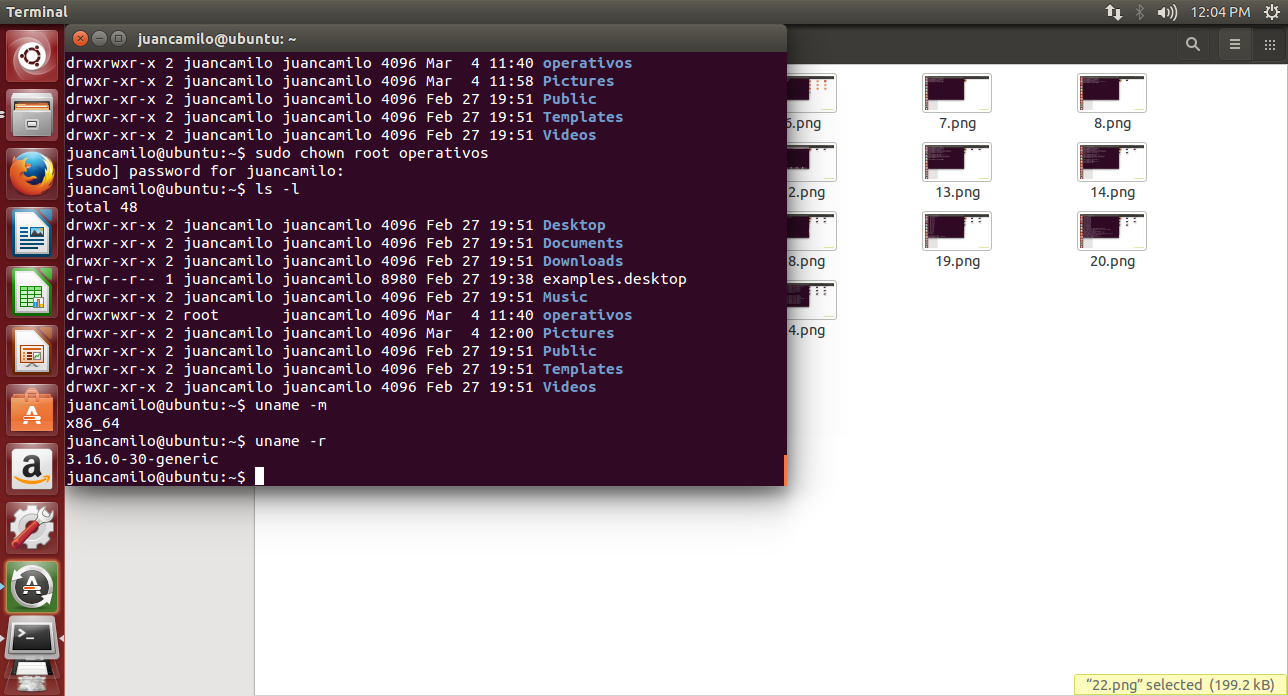 Terminal
12:04 PM
juancamilo@ubuntu: ~
drwxrwxr-x 2 juancamilo juancamilo 4096 Mar  4 11:40 operativos
drwxr-xr-x 2 juancamilo juancamilo 4096 Mar  4 11:58 Pictures
drwxr-xr-x 2 juancamilo juancamilo 4096 Feb 27 19:51 Public
drwxr-xr-x 2 juancamilo juancamilo 4096 Feb 27 19:51 Templates
drwxr-xr-x 2 juancamilo juancamilo 4096 Feb 27 19:51 Videos
juancamilo@ubuntu:~$ sudo chown root operativos
[sudo] password for juancamilo:
juancamilo@ubuntu:~$ ls -l
total 48
drwxr-xr-x 2 juancamilo juancamilo 4096 Feb 27 19:51 Desktop
drwxr-xr-x 2 juancamilo juancamilo 4096 Feb 27 19:51 Documents
drwxr-xr-x 2 juancamilo juancamilo 4096 Feb 27 19:51 Downloads
-rw-r--r-- 1 juancamilo juancamilo 8980 Feb 27 19:38 examples.desktop
drwxr-xr-x 2 juancamilo juancamilo 4096 Feb 27 19:51 Music
drwxrwxr-x 2 root       juancamilo 4096 Mar  4 11:40 operativos
drwxr-xr-x 2 juancamilo juancamilo 4096 Mar  4 12:00 Pictures
drwxr-xr-x 2 juancamilo juancamilo 4096 Feb 27 19:51 Public
drwxr-xr-x 2 juancamilo juancamilo 4096 Feb 27 19:51 Templates
drwxr-xr-x 2 juancamilo juancamilo 4096 Feb 27 19:51 Videos
juancamilo@ubuntu:~$ uname -m
x86_64
juancamilo@ubuntu:~$ uname -r
3.16.0-30-generic
juancamilo@ubuntu:~$
6.png
7.png
8.png
2.png
13.png
14.png
8.png
19.png
20.png
4.png
“22.png” selected (199.2 kB)